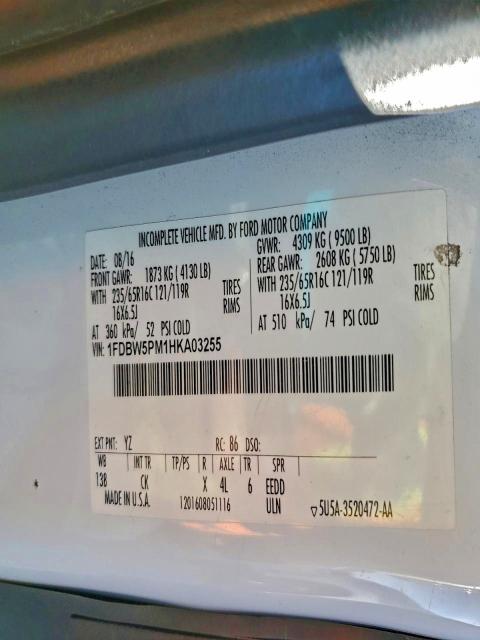 INCOMPLETE VEHICLE MFD. BY FORD MOTOR COMPANY
DATE: 08/16 GVWR: 4309 KG (9500 LB)
FRONT GAWR: 1873 KG (4130 LB) REAR GAWR: 2608 KG (5750 LB)
WITH 235/65R16C 121/119R TIRES WITH 235/65R16C 121/119R TIRES
16X6.5J RIMS 16X6.5J RIMS
AT 360 kPa/ 52 PSI COLD AT 510 kPa/ 74 PSI COLD
VIN: 1FDBW5PM1HKA03255
EXT PNT: YZ RC: 86 DSO:
WB INT TR TP/PS R AXLE TR SPR
138 CK X 4L 6 EEDD
MADE IN U.S.A. 1201608051116 ULN ▽5U5A-3520472-AA